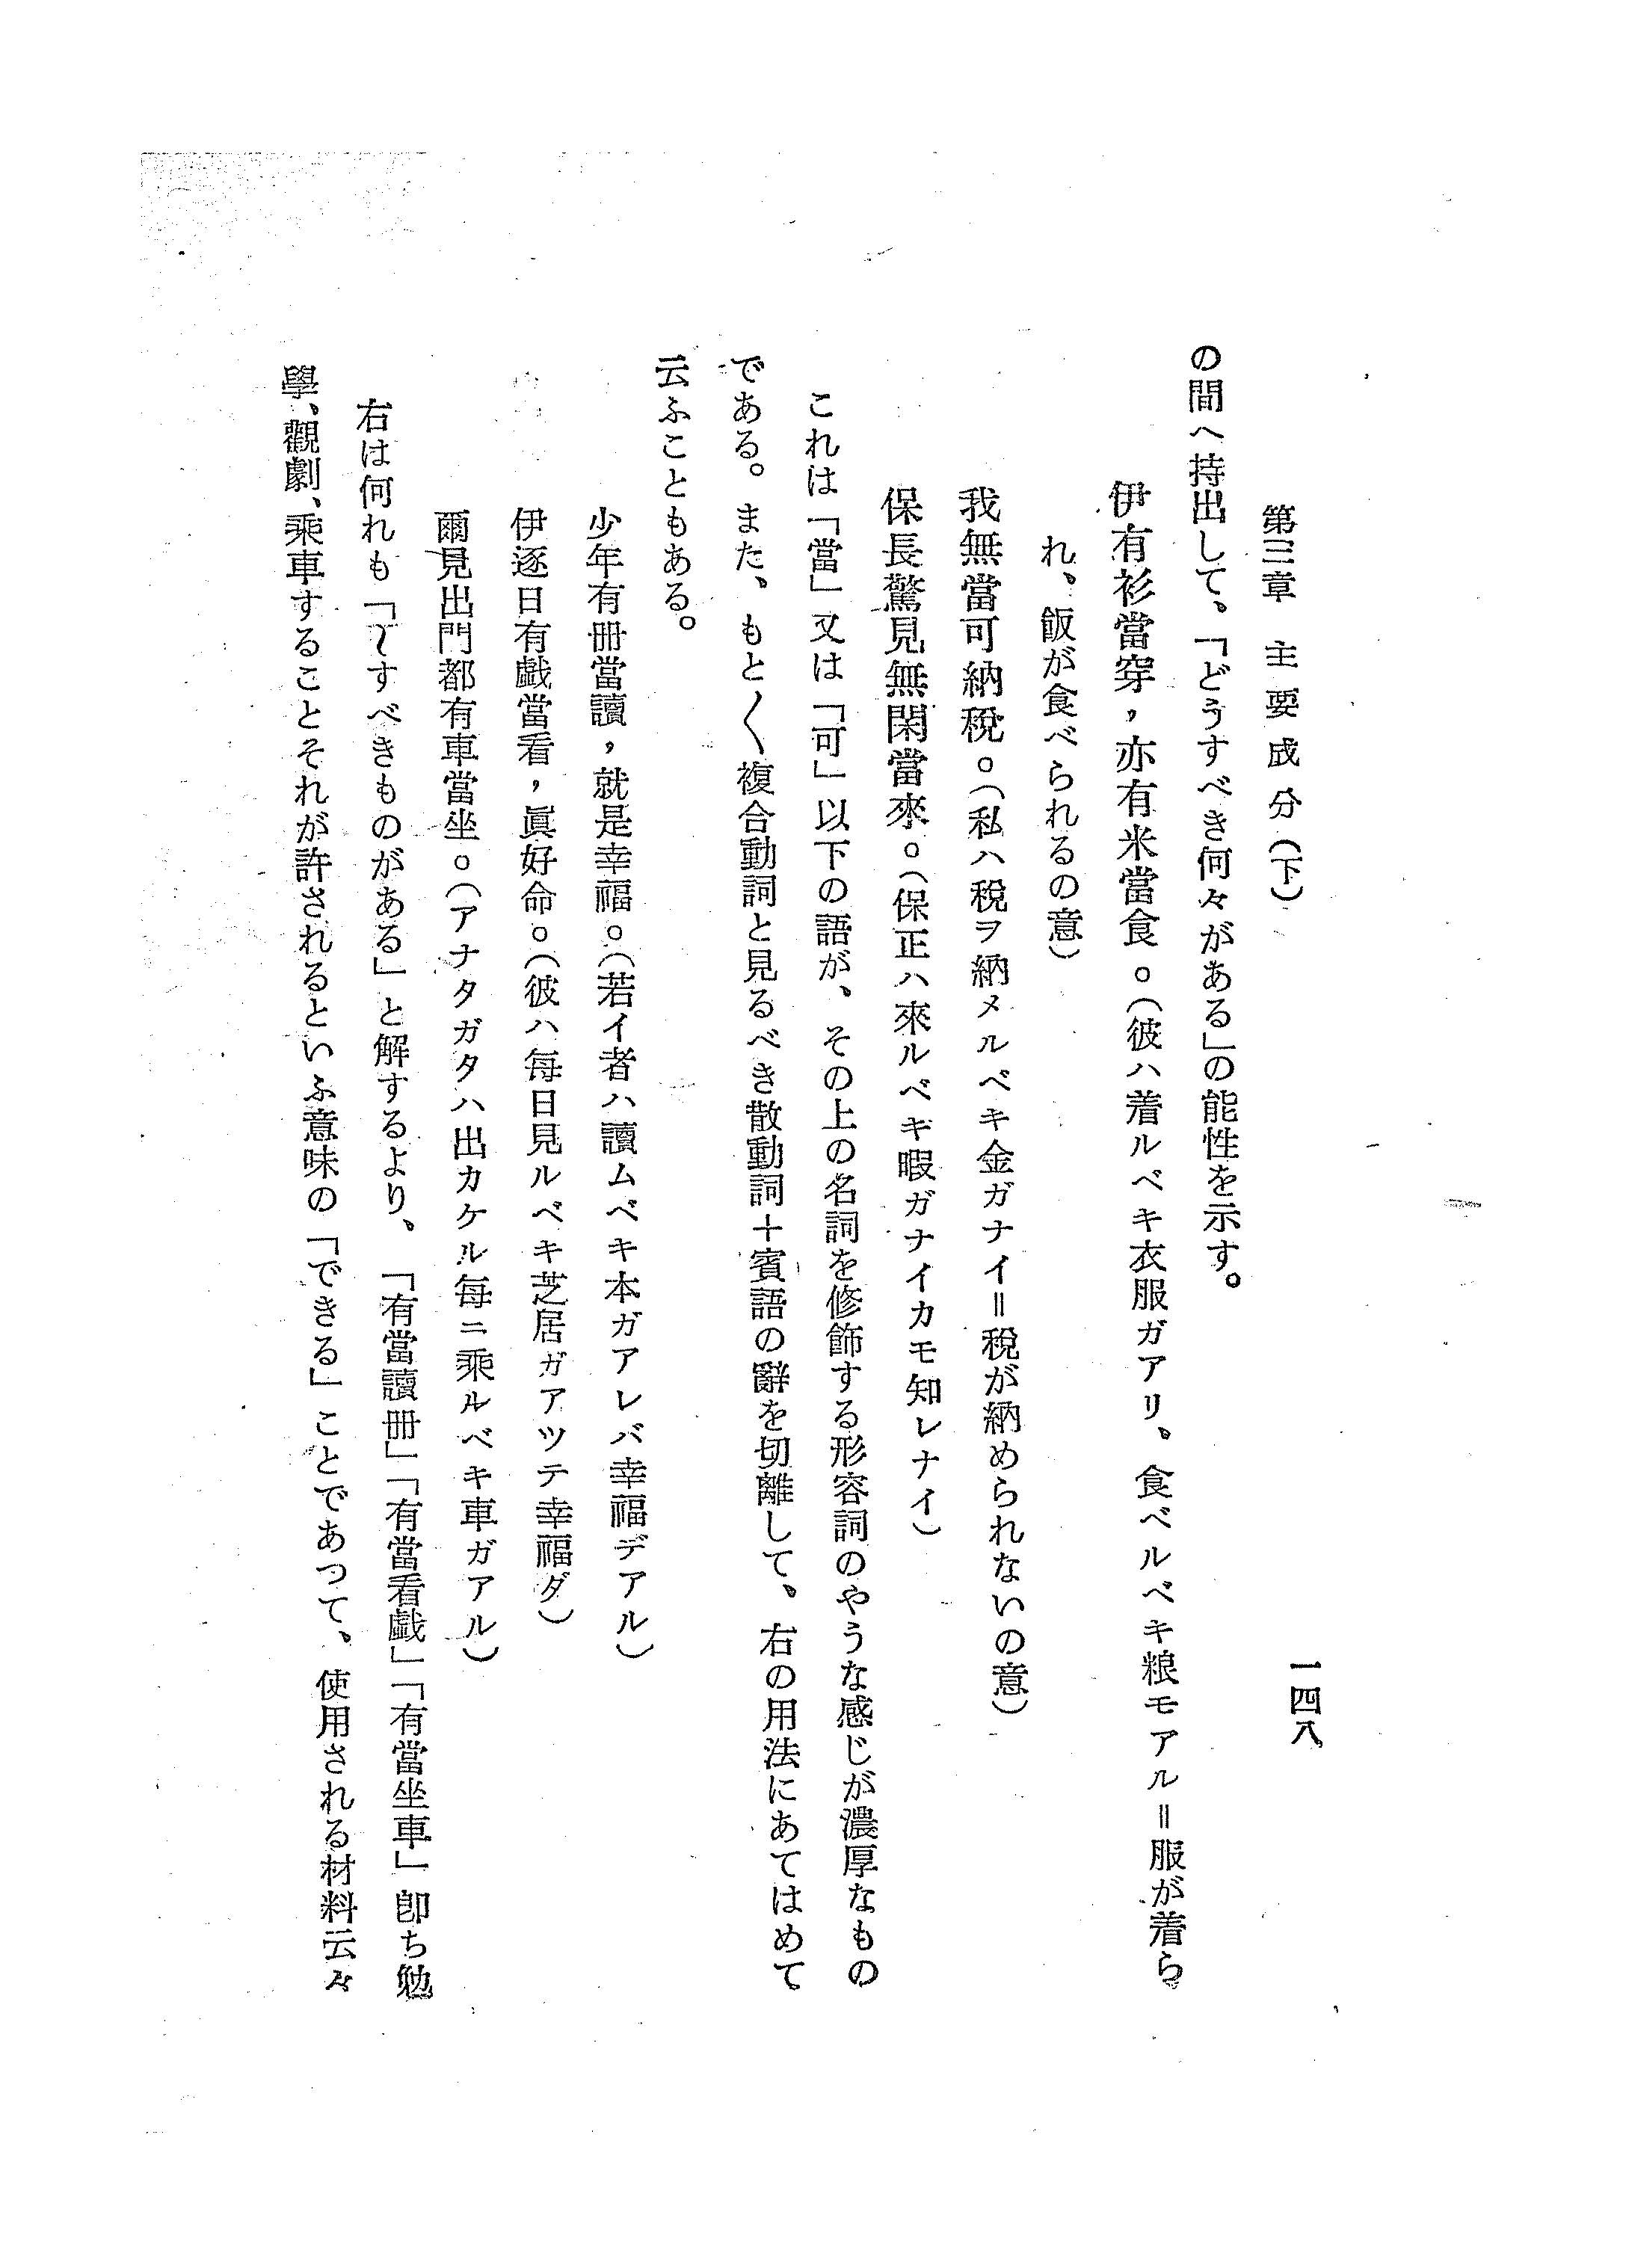 第三章　主要成分（下）
一四八
の間へ持出して、「どうすべき何々がある」の能性を示す。
伊有衫當穿，亦有米當食。（彼ハ着ルベキ衣服ガアリ、食ベルベキ粮モアル＝服が着ら
れ、飯が食べられるの意）
我無當可納稅。（私ハ税ヲ納メルベキ金ガナイ＝税が納められないの意）
保長驚見無閑當來。（保正ハ來ルベキ暇ガナイカモ知レナイ）
これは「當」又は「可」以下の語が、その上の名詞を修飾する形容詞のやうな感じが濃厚なもの
である。また、もと〱複合動詞と見るべき散動詞＋賓語の辭を切離して、右の用法にあてはめて
云ふこともある。
少年有册當讀，就是幸福。（若イ者ハ讀ムベキ本ガアレバ幸福デアル）
伊逐日有戲當看，眞好命。（彼ハ每日見ルベキ芝居ガアツテ幸福ダ）
爾見出門都有車當坐。（アナタガタハ出カケル每ニ乘ルベキ車ガアル）
右は何れも「〜すべきものがある」と解するより、「有當讀册」「有當看戲」「有當坐車」卽ち勉
學、觀劇、乘車することそれが許されるといふ意味の「できる」ことであつて、使用される材料云々